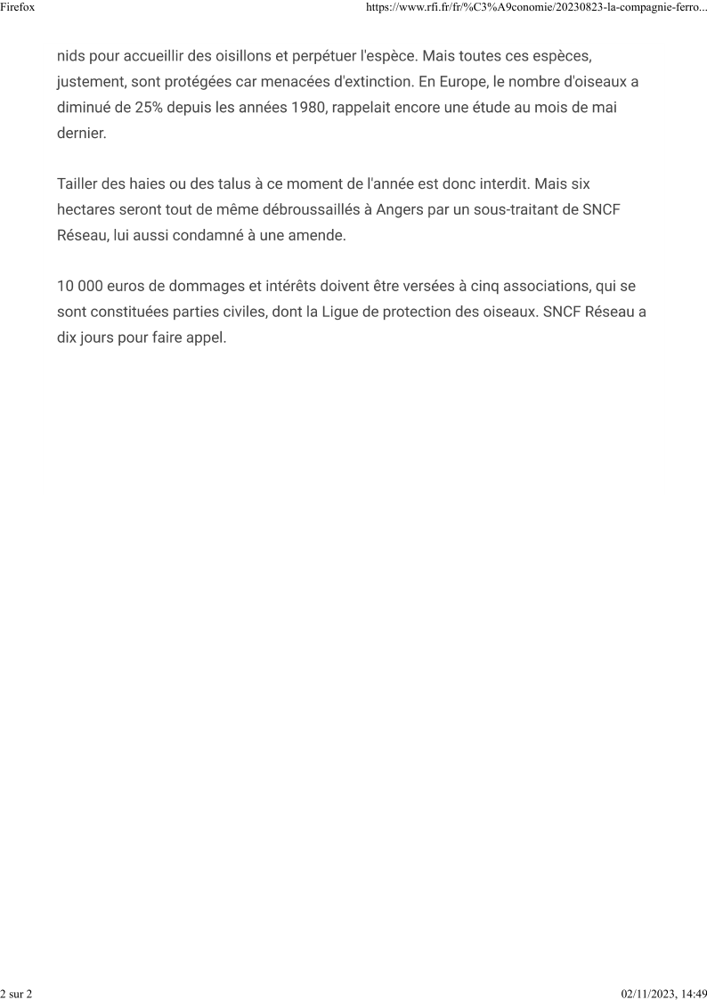 Firefox
https://www.rfi.fr/fr/%C3%A9conomie/20230823-la-compagnie-ferro...
nids pour accueillir des oisillons et perpétuer l'espèce. Mais toutes ces espèces,
justement, sont protégées car menacées d'extinction. En Europe, le nombre d'oiseaux a
diminué de 25% depuis les années 1980, rappelait encore une étude au mois de mai
dernier.
Tailler des haies ou des talus à ce moment de l'année est donc interdit. Mais six
hectares seront tout de même débroussaillés à Angers par un sous-traitant de SNCF
Réseau, lui aussi condamné à une amende.
10 000 euros de dommages et intérêts doivent être versées à cinq associations, qui se
sont constituées parties civiles, dont la Ligue de protection des oiseaux. SNCF Réseau a
dix jours pour faire appel.
2 sur 2
02/11/2023, 14:49